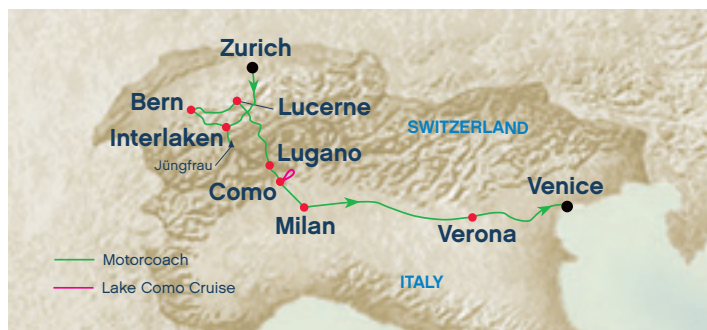 Zurich
Bern
Lucerne
SWITZERLAND
Interlaken
Lugano
Jüngfrau
Como
Venice
Milan
Verona
Motorcoach
ITALY
Lake Como Cruise